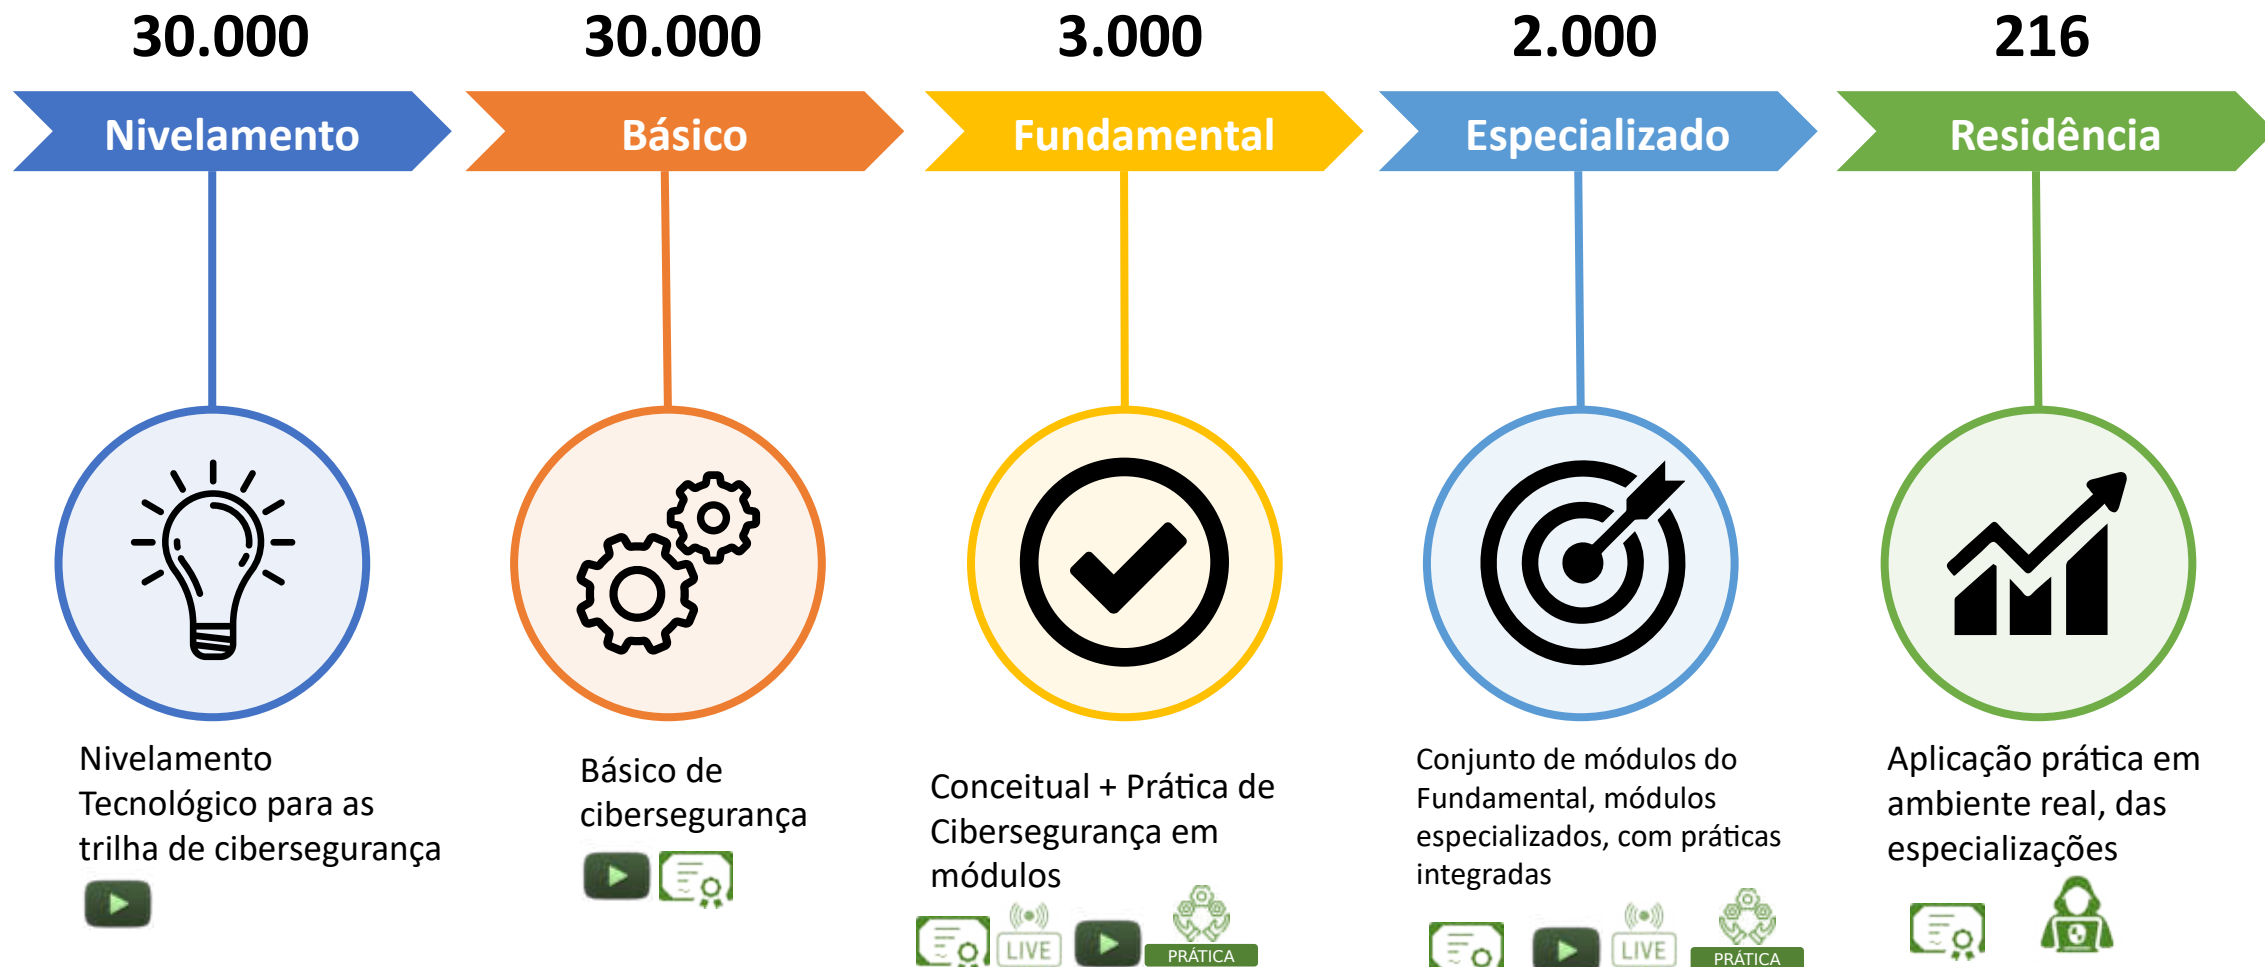 30.000
30.000
3.000
2.000
216
Nivelamento
Básico
Fundamental
Especializado
Residência
Nivelamento
Tecnológico para as
trilha de cibersegurança
Básico de
cibersegurança
Conceitual + Prática de
Cibersegurança em
módulos
LIVE
PRÁTICA
Conjunto de módulos do
Fundamental, módulos
especializados, com práticas
integradas
LIVE
PRÁTICA
Aplicação prática em
ambiente real, das
especializações